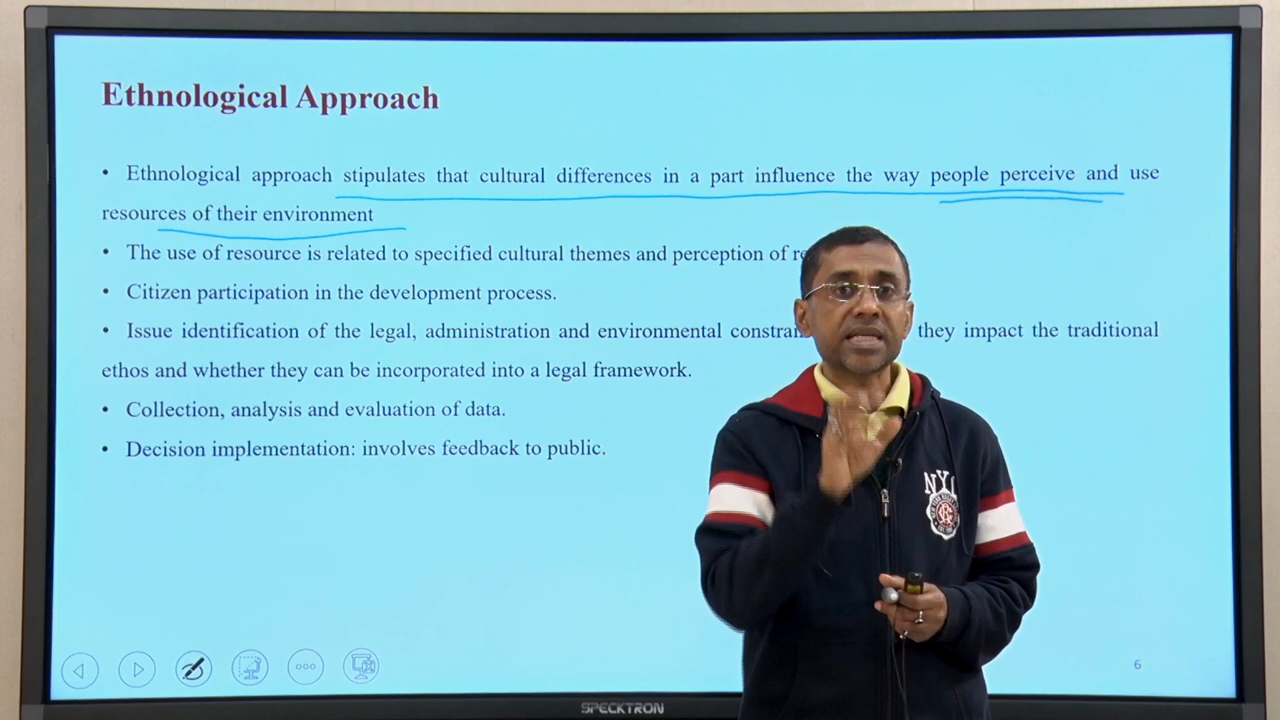 Ethnological Approach
• Ethnological approach stipulates that cultural differences in a part influence the way people perceive and use
resources of their environment
• The use of resource is related to specified cultural themes and perception of
• Citizen participation in the development process.
• Issue identification of the legal, administration and environmental they impact the traditional
ethos and whether they can be incorporated into a legal framework.
• Collection, analysis and evaluation of data.
• Decision implementation: involves feedback to public.
NYC
6
SPECKTRON